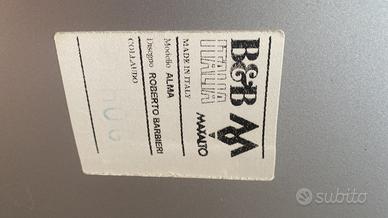 B&B
ITALIA
MAXALTO
MADE IN ITALY
Modello ALMA
Disegno ROBERTO BARBIERI
COLLAUDO
subito